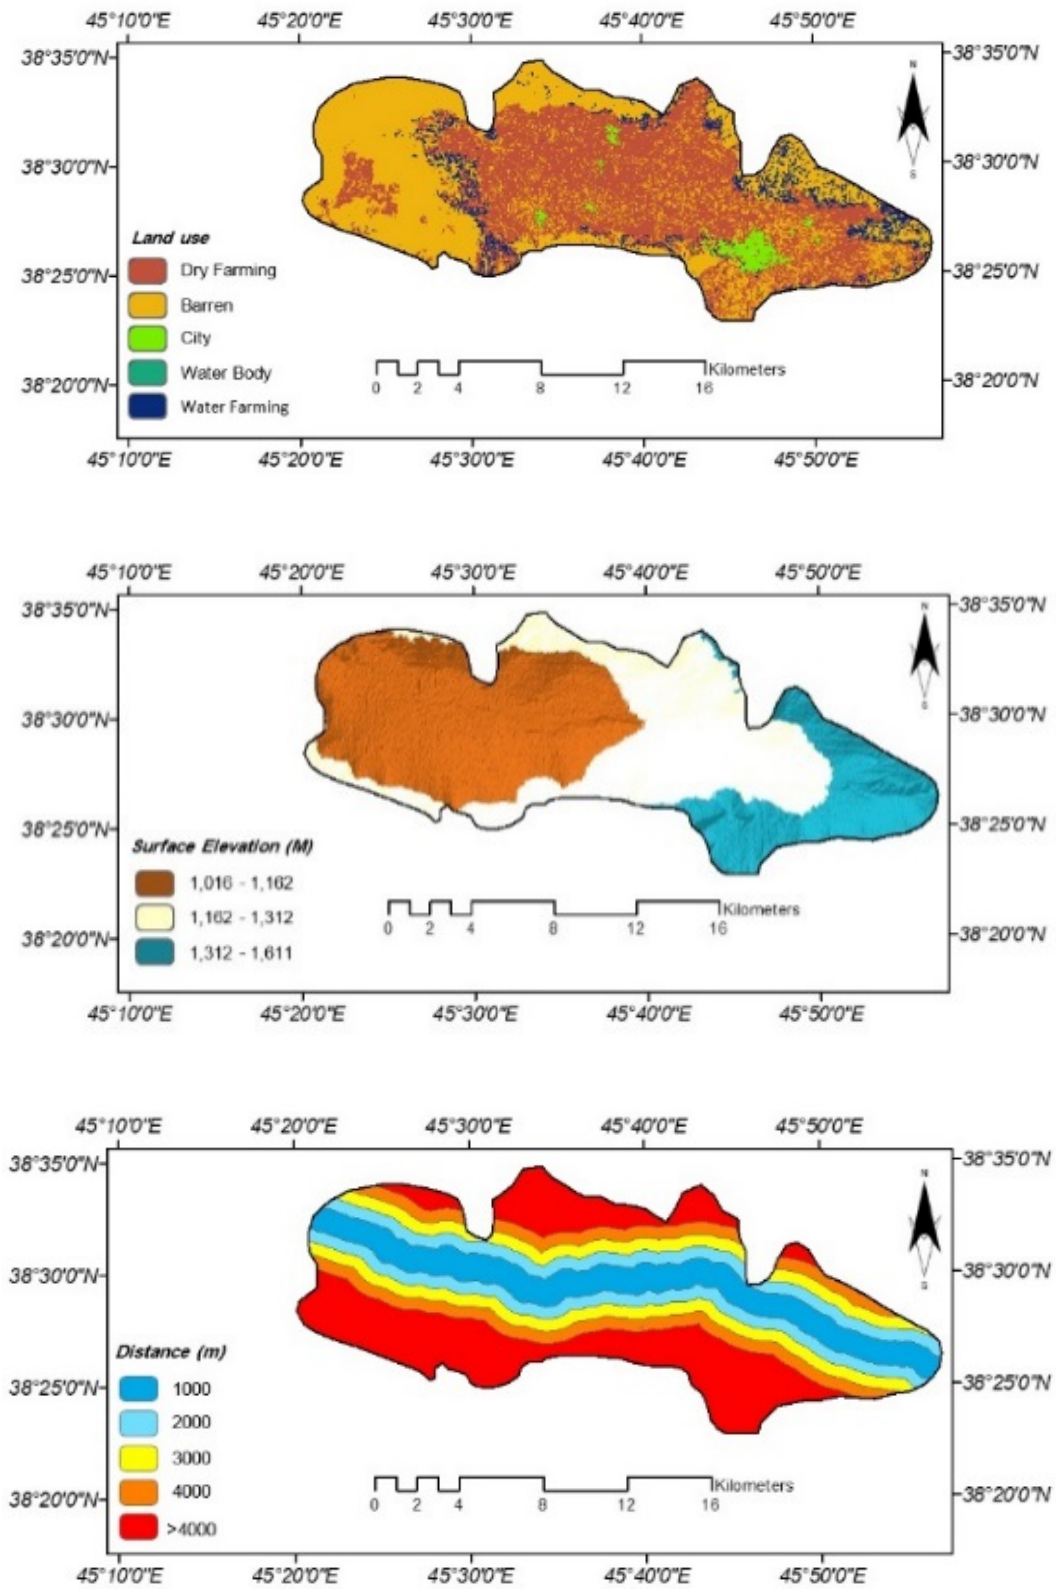 45°10'0"E 45°20'0"E 45°30'0"E 45°40'0"E 45°50'0"E
38°35'0"N 38°35'0"N
N
38°30'0"N 38°30'0"N
S
Land use
Dry Farming
38°25'0"N 38°25'0"N
Barren
City
Water Body
38°20'0"N 38°20'0"N
Kilometers
0 2 4 8 12 16
Water Farming
45°10'0"E 45°20'0"E 45°30'0"E 45°40'0"E 45°50'0"E
45°10'0"E 45°20'0"E 45°30'0"E 45°40'0"E 45°50'0"E
38°35'0"N 38°35'0"N
N
38°30'0"N 38°30'0"N
S
38°25'0"N 38°25'0"N
Surface Elevation (M)
1,016 - 1,162
1,162 - 1,312
Kilometers
0 2 4 8 12 16
38°20'0"N 38°20'0"N
1,312 - 1,611
45°10'0"E 45°20'0"E 45°30'0"E 45°40'0"E 45°50'0"E
45°10'0"E 45°20'0"E 45°30'0"E 45°40'0"E 45°50'0"E
38°35'0"N 38°35'0"N
N
38°30'0"N 38°30'0"N
S
Distance (m)
38°25'0"N 38°25'0"N
1000
2000
3000
Kilometers
4000
38°20'0"N 38°20'0"N
0 2 4 8 12 16
>4000
45°10'0"E 45°20'0"E 45°30'0"E 45°40'0"E 45°50'0"E